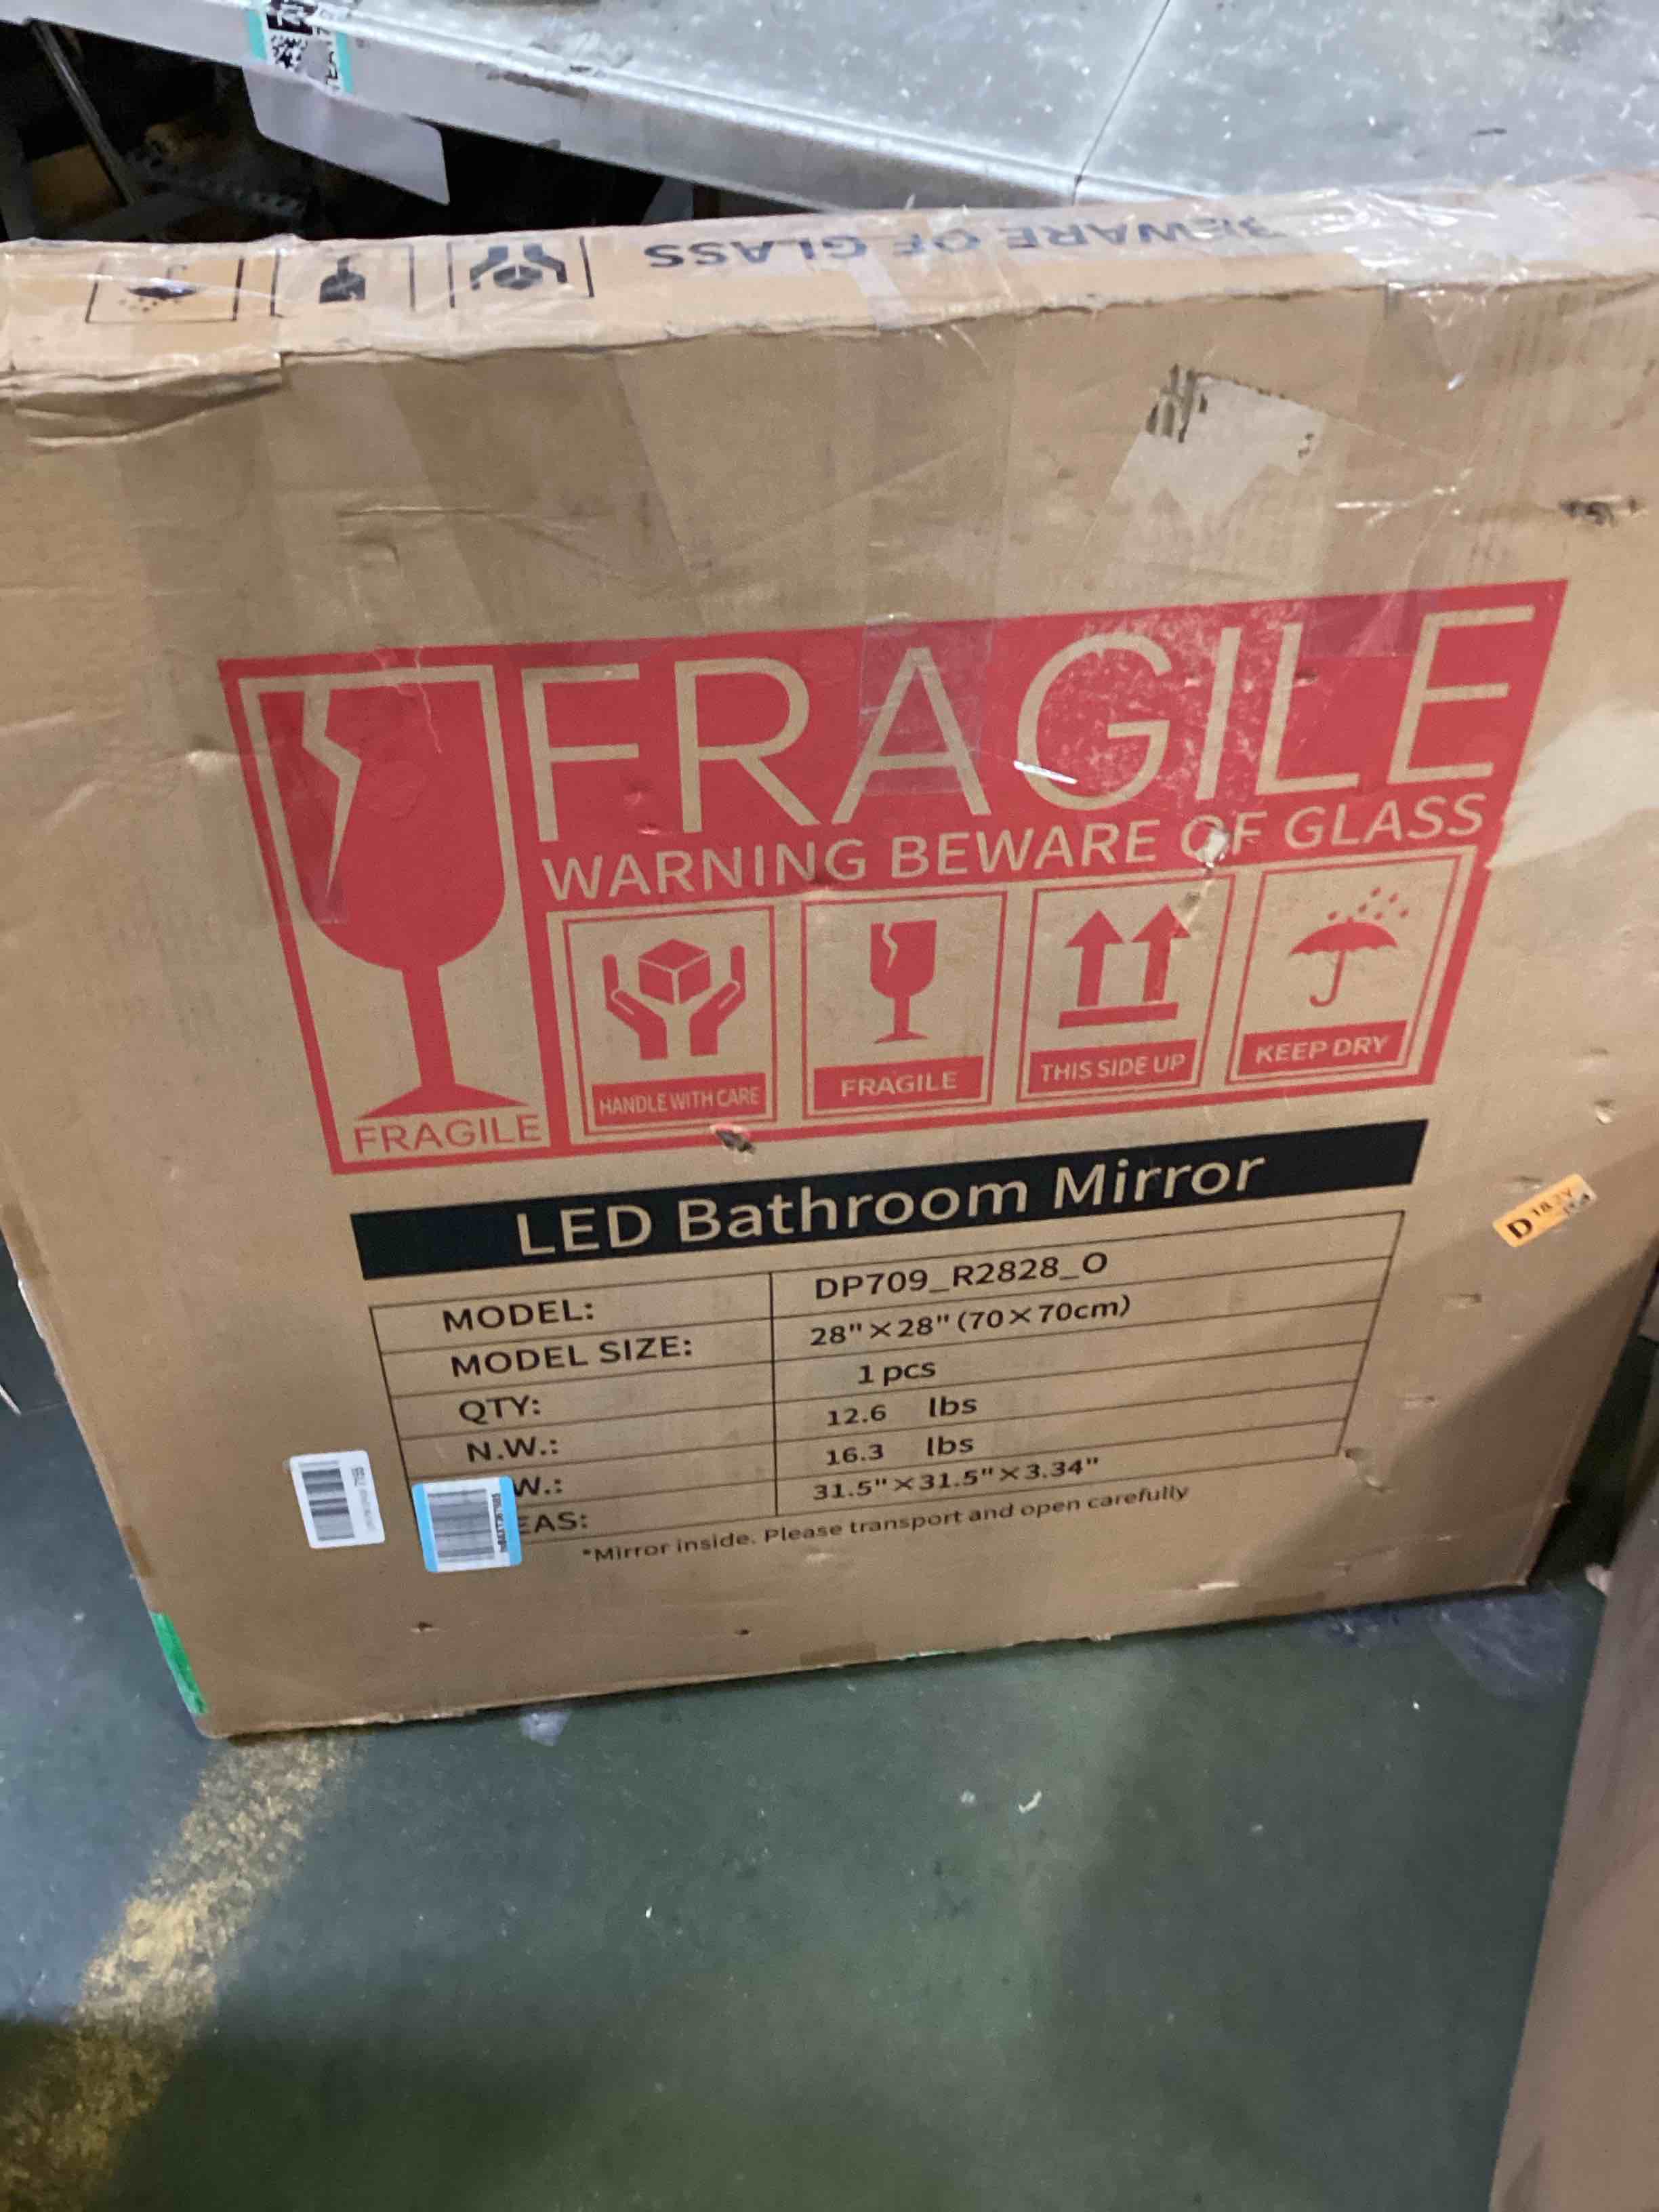 BEWARE OF GLASS
FRAGILE
WARNING BEWARE OF GLASS
HANDLE WITH CARE
FRAGILE
THIS SIDE UP
KEEP DRY
FRAGILE
LED Bathroom Mirror
MODEL: DP709_R2828_O
MODEL SIZE: 28"×28" (70×70cm)
QTY: 1 pcs
N.W.: 12.6 lbs
W.: 16.3 lbs
EAS: 31.5"×31.5"×3.34"
*Mirror inside. Please transport and open carefully
D